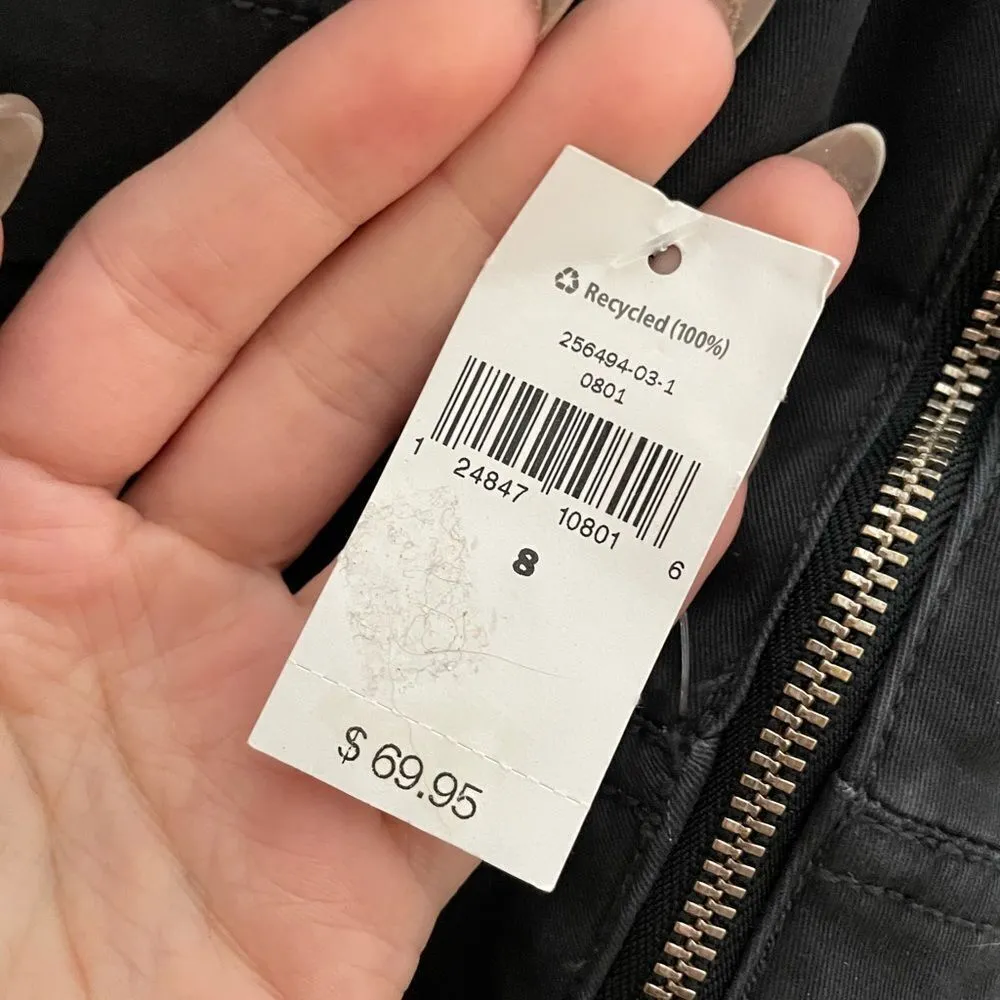 Recycled (100%)
256494-03-1
0801
1 24847 10801 6
8
$ 69.95